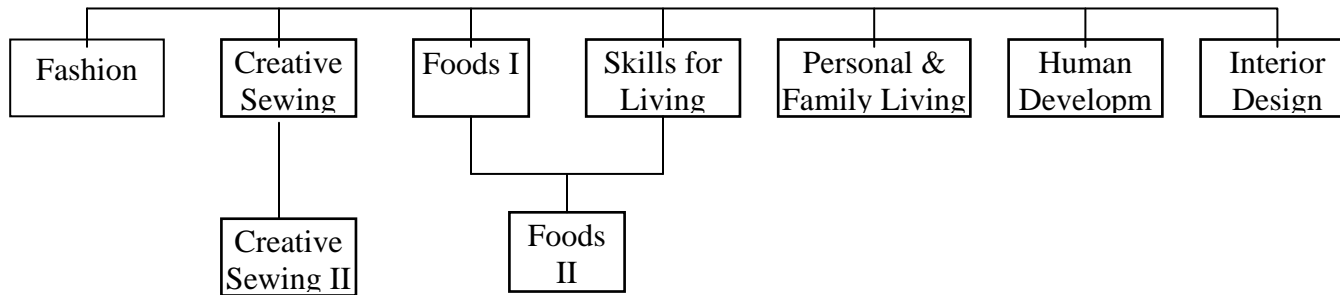 Fashion
Creative
Sewing
Foods I
Skills for
Living
Personal &
Family Living
Human
Developm
Interior
Design
Creative
Sewing II
Foods
II